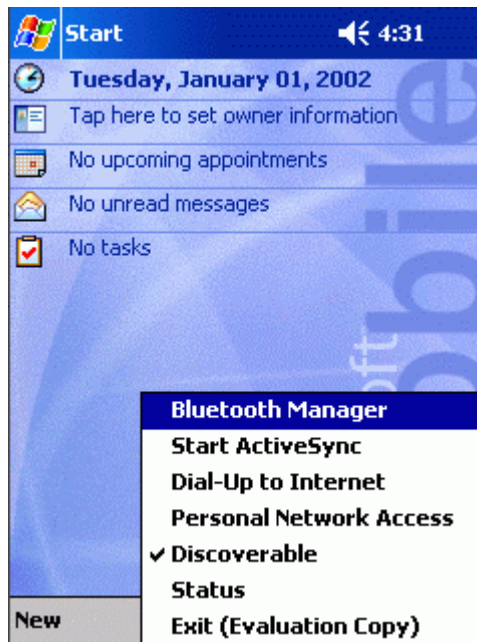 Start 4:31
Tuesday, January 01, 2002
Tap here to set owner information
No upcoming appointments
No unread messages
No tasks
Bluetooth Manager
Start ActiveSync
Dial-Up to Internet
Personal Network Access
Discoverable
Status
Exit (Evaluation Copy)
New
obile
oft